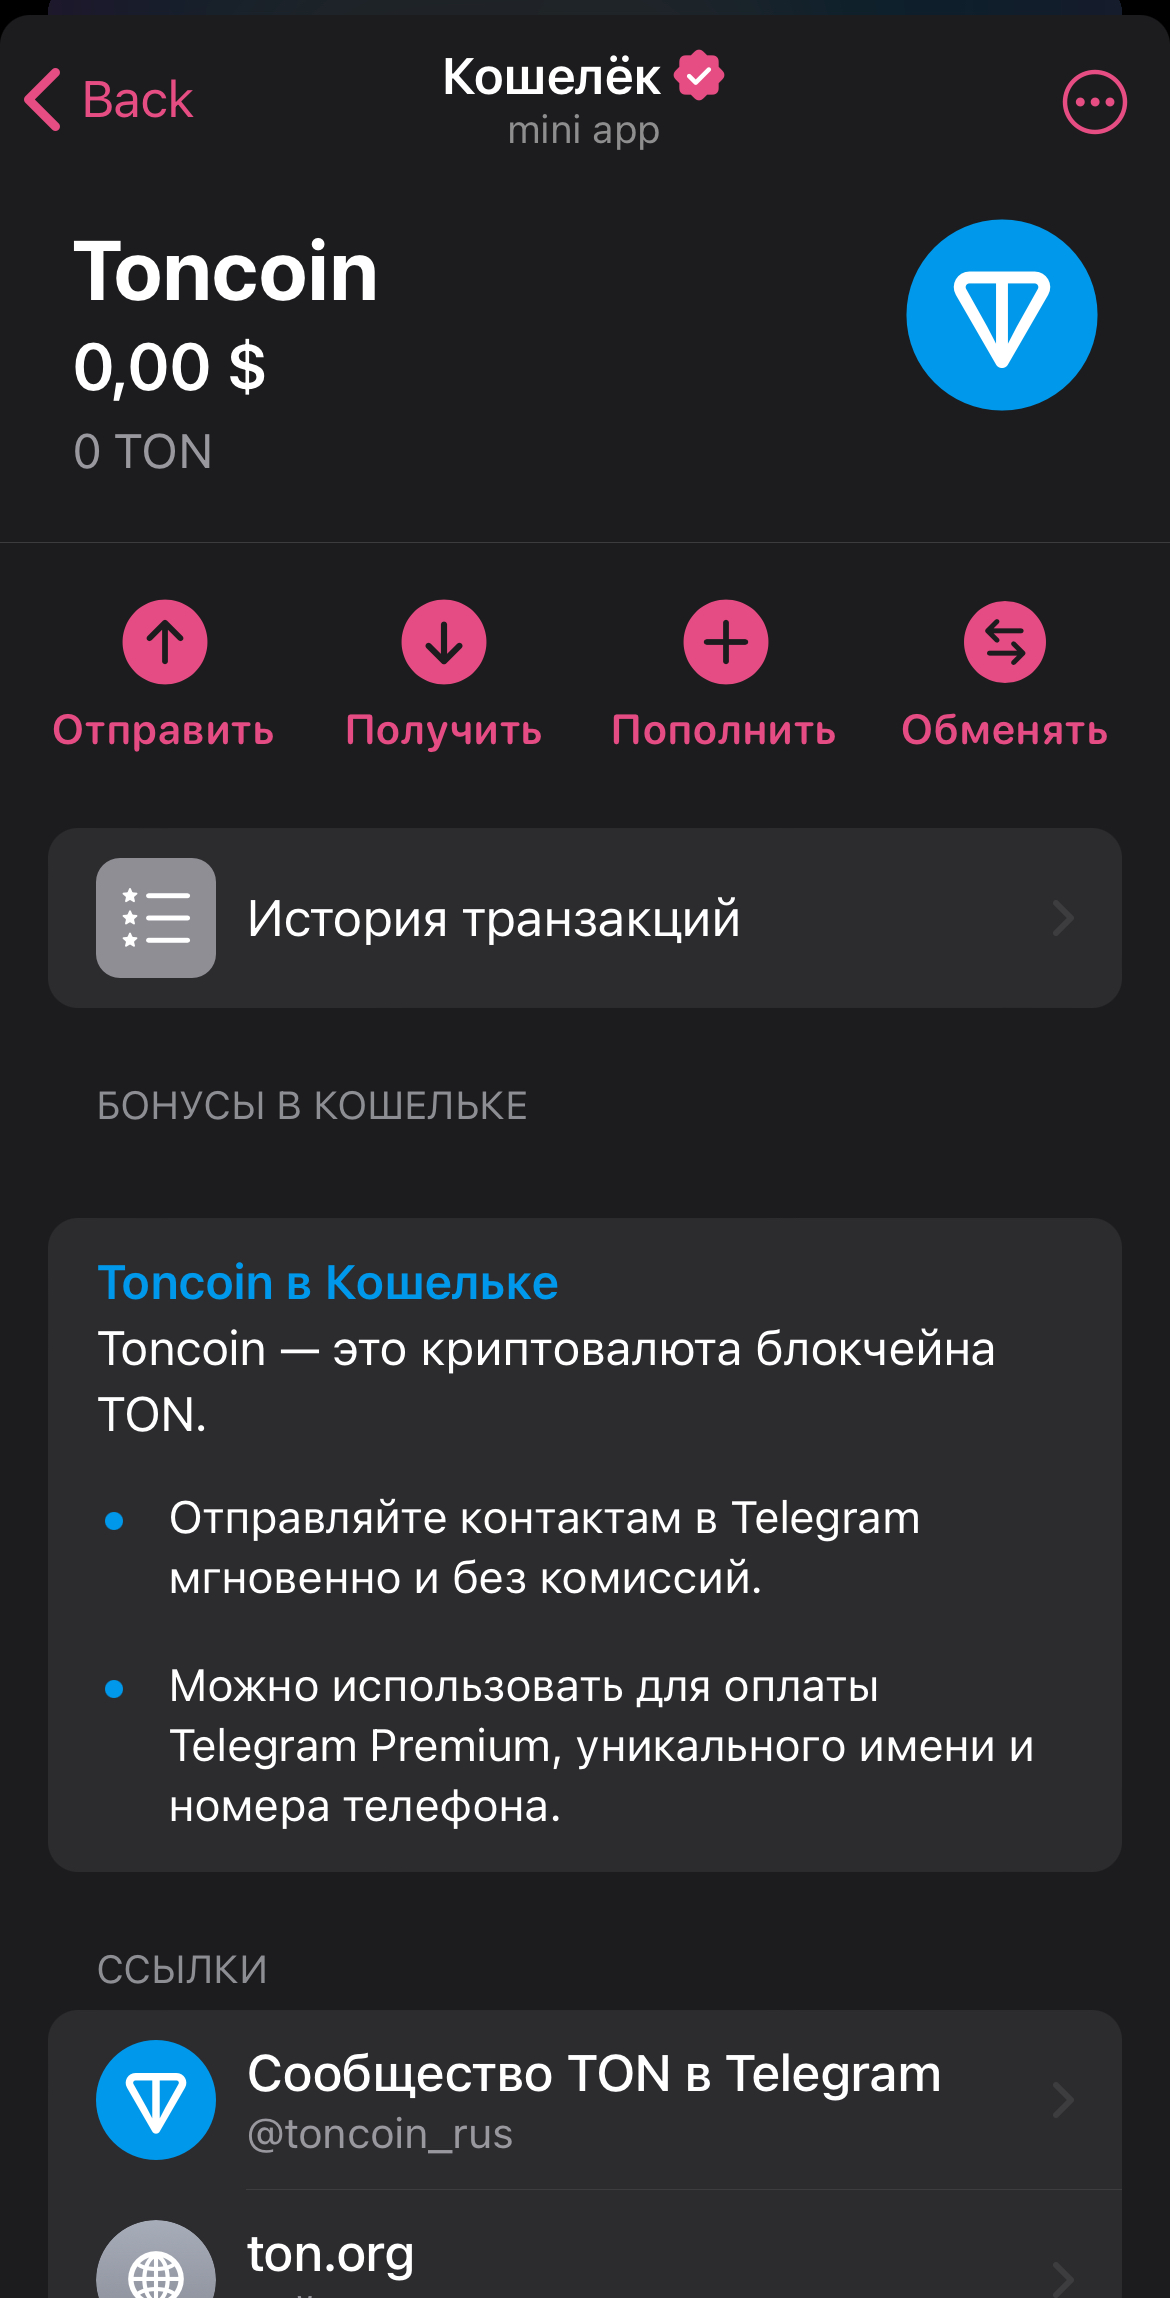 Back
Кошелёк
mini app
Toncoin
0,00 $
0 TON
Отправить
Получить
Пополнить
Обменять
История транзакций
БОНУСЫ В КОШЕЛЬКЕ
Toncoin в Кошельке
Toncoin — это криптовалюта блокчейна
TON.
Отправляйте контактам в Telegram
мгновенно и без комиссий.
Можно использовать для оплаты
Telegram Premium, уникального имени и
номера телефона.
ССЫЛКИ
Сообщество TON в Telegram
@toncoin_rus
ton.org